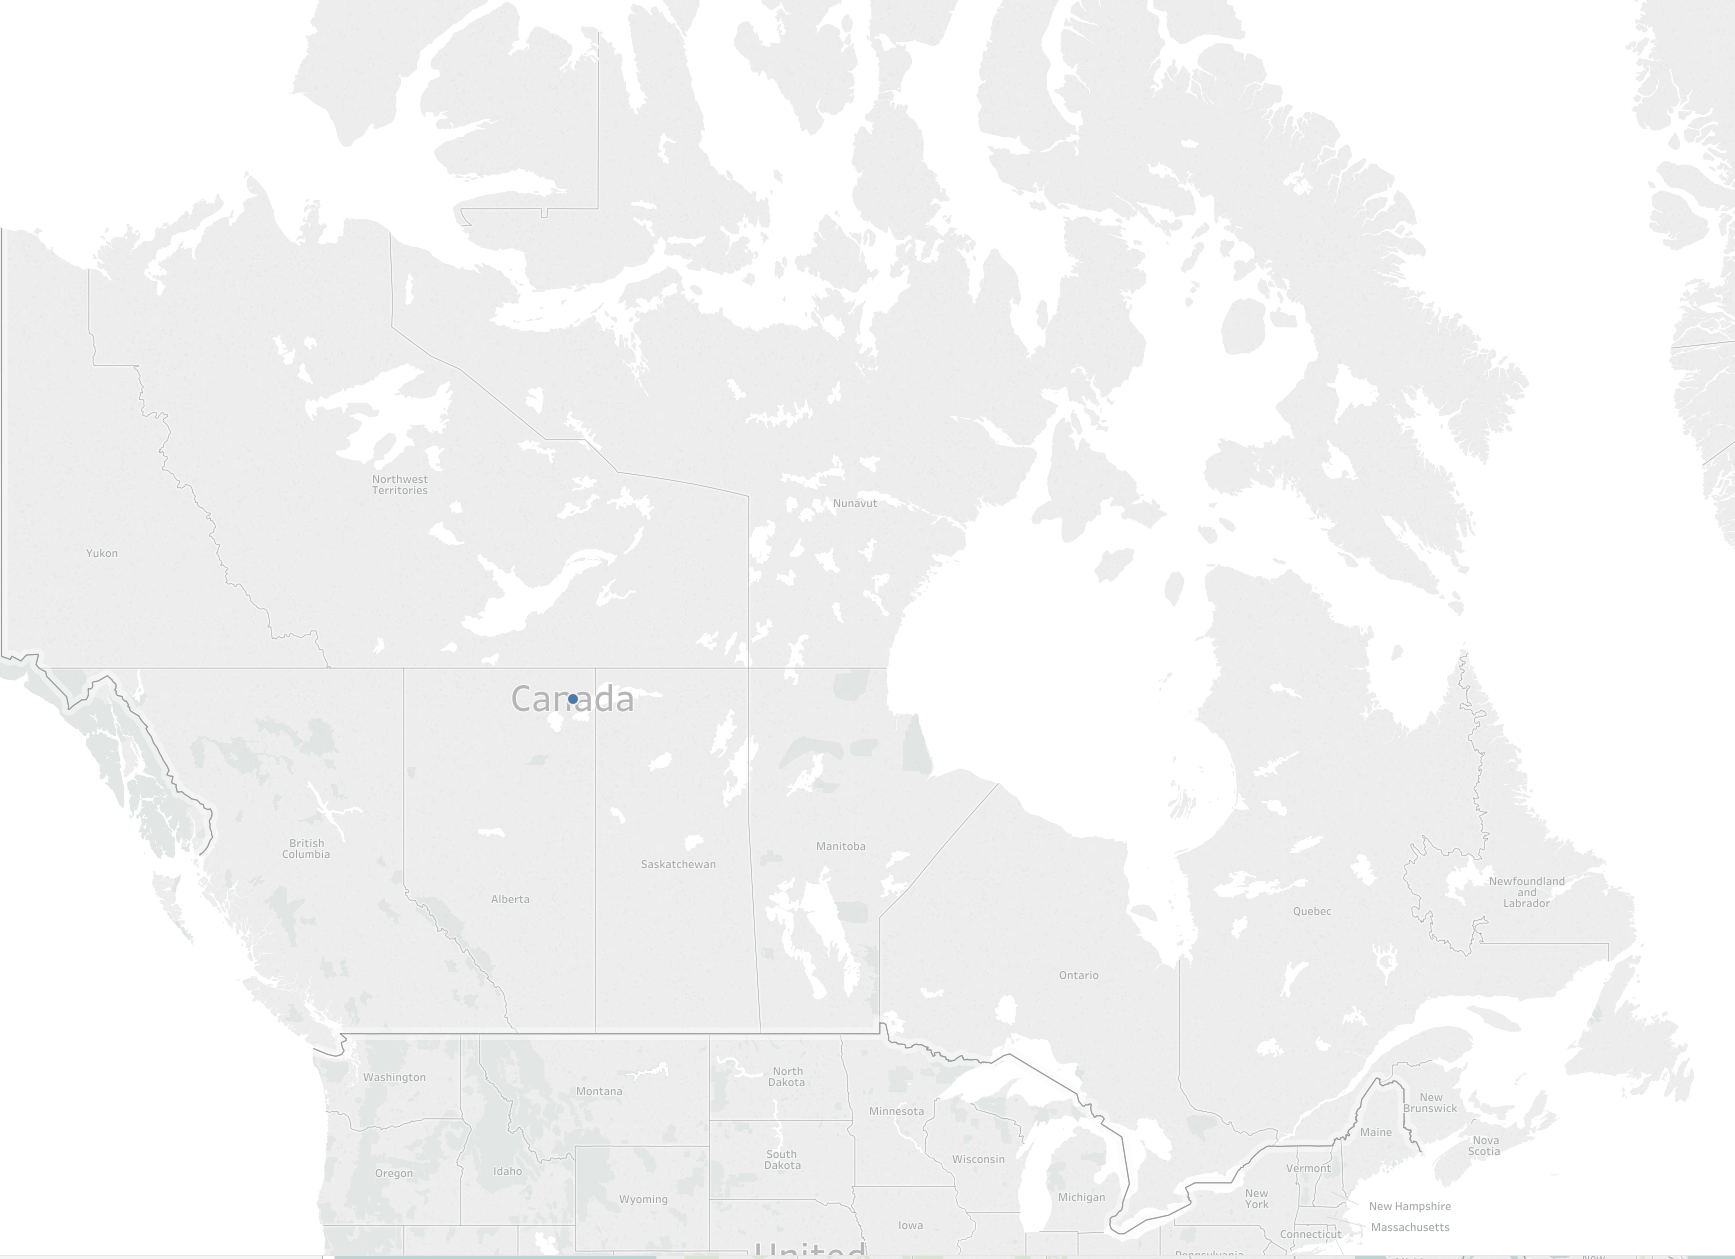 Northwest
Territories
Nunavut
Yukon
Canada
British
Columbia
Manitoba
Saskatchewan
Alberta
Newfoundland
and
Labrador
Quebec
Ontario
Washington
Montana
North
Dakota
Minnesota
New
Brunswick
Maine
Nova
Scotia
Oregon
Idaho
South
Dakota
Wisconsin
Vermont
Wyoming
Michigan
New
York
New Hampshire
Iowa
Massachusetts
Connecticut
United
Pennsylvania